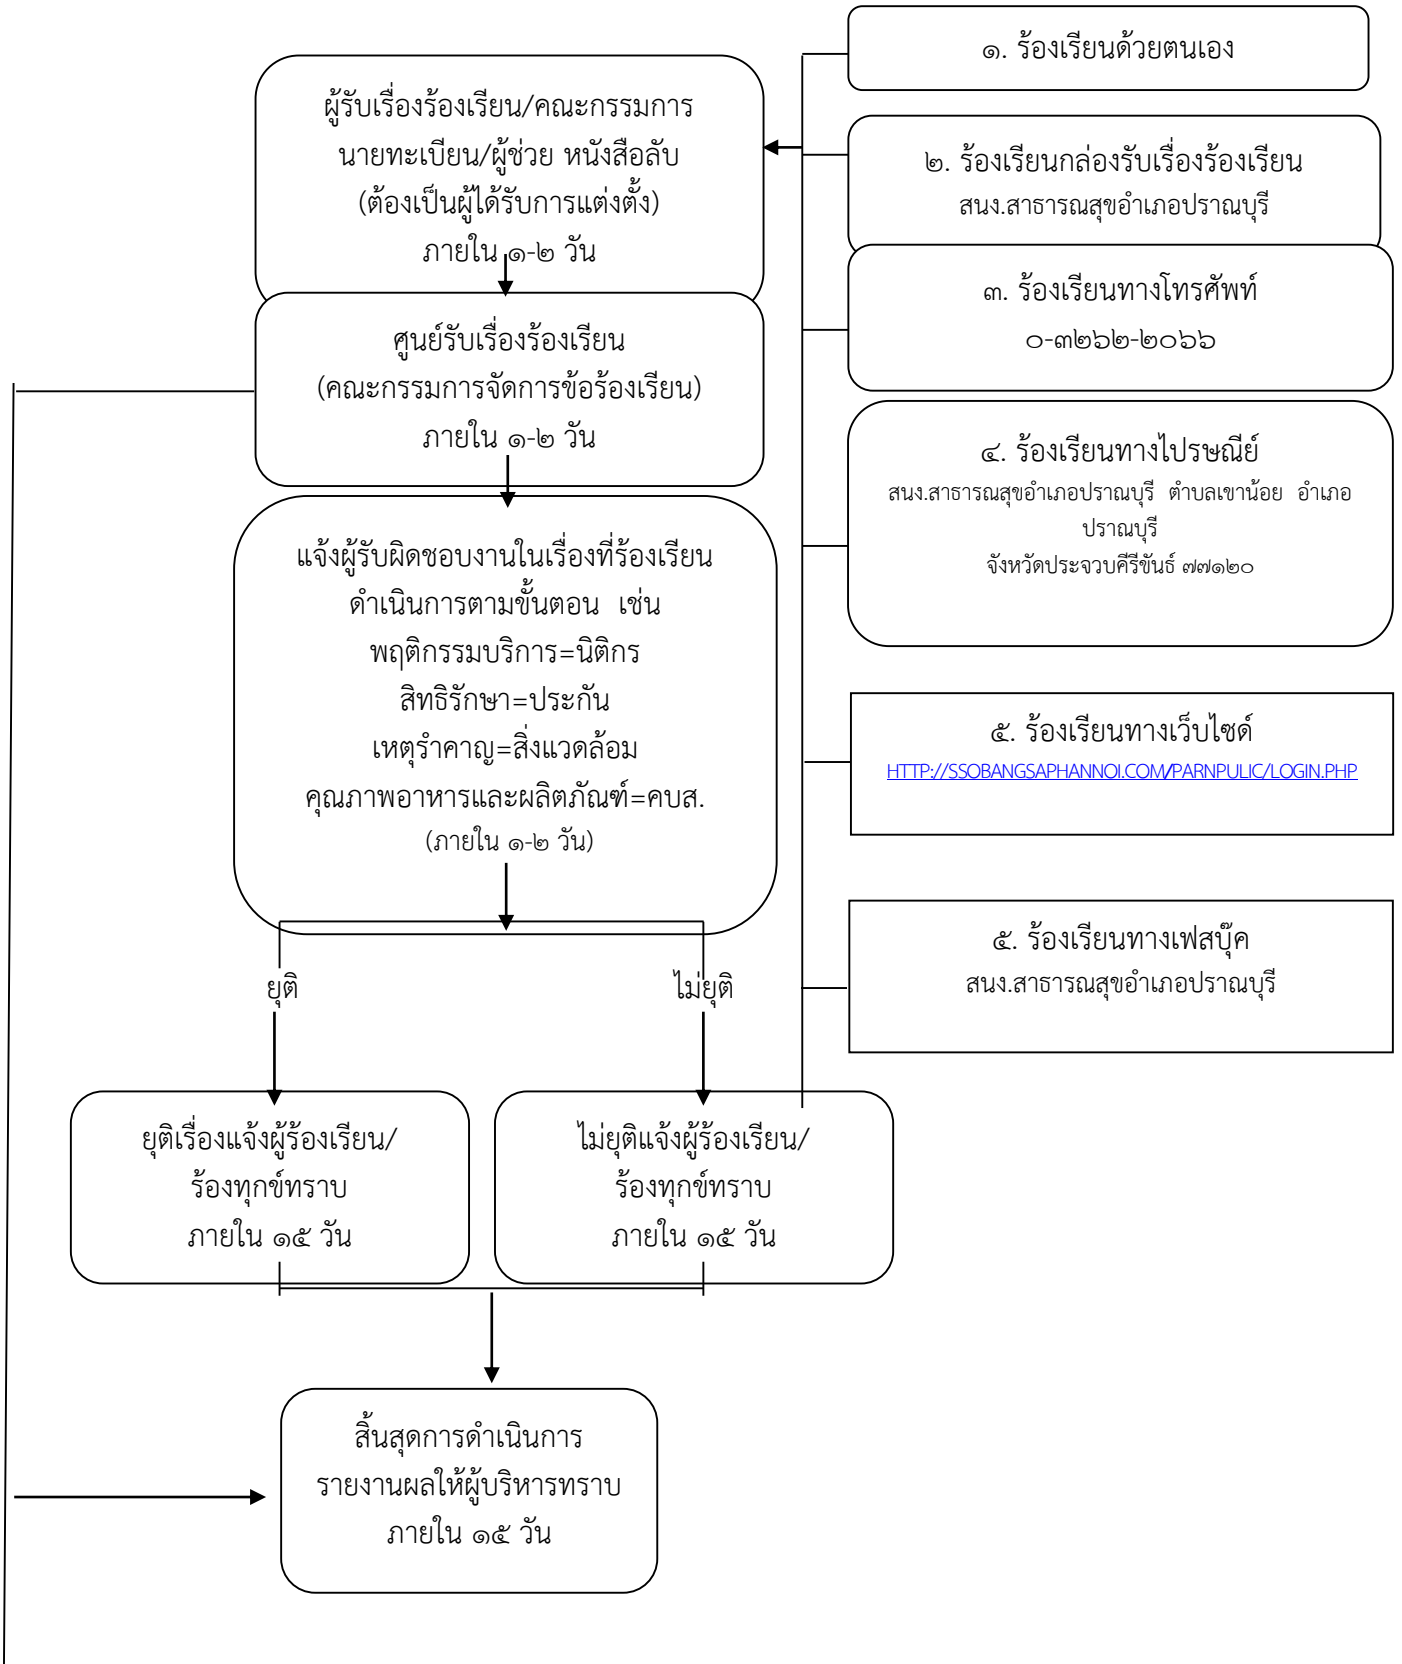 ๑. ร้องเรียนด้วยตนเอง
ผู้รับเรื่องร้องเรียน/คณะกรรมการ
นายทะเบียน/ผู้ช่วย หนังสือลับ
(ต้องเป็นผู้ได้รับการแต่งตั้ง)
ภายใน ๑-๒ วัน
๒. ร้องเรียนกล่องรับเรื่องร้องเรียน
สนง.สาธารณสุขอำเภอปราณบุรี
๓. ร้องเรียนทางโทรศัพท์
๐-๓๒๖๒-๒๐๖๖
ศูนย์รับเรื่องร้องเรียน
(คณะกรรมการจัดการข้อร้องเรียน)
ภายใน ๑-๒ วัน
๔. ร้องเรียนทางไปรษณีย์
สนง.สาธารณสุขอำเภอปราณบุรี ตำบลเขาน้อย อำเภอ
ปราณบุรี
จังหวัดประจวบคีรีขันธ์ ๗๗๑๒๐
แจ้งผู้รับผิดชอบงานในเรื่องที่ร้องเรียน
ดำเนินการตามขั้นตอน เช่น
พฤติกรรมบริการ=นิติกร
สิทธิรักษา=ประกัน
เหตุรำคาญ=สิ่งแวดล้อม
คุณภาพอาหารและผลิตภัณฑ์=คบส.
(ภายใน ๑-๒ วัน)
๕. ร้องเรียนทางเว็บไซด์
HTTP://SSOBANGSAPHANNOI.COM/PARNPULIC/LOGIN.PHP
๕. ร้องเรียนทางเฟสบุ๊ค
สนง.สาธารณสุขอำเภอปราณบุรี
ยุติ
ไม่ยุติ
ยุติเรื่องแจ้งผู้ร้องเรียน/
ร้องทุกข์ทราบ
ภายใน ๑๕ วัน
ไม่ยุติแจ้งผู้ร้องเรียน/
ร้องทุกข์ทราบ
ภายใน ๑๕ วัน
สิ้นสุดการดำเนินการ
รายงานผลให้ผู้บริหารทราบ
ภายใน ๑๕ วัน